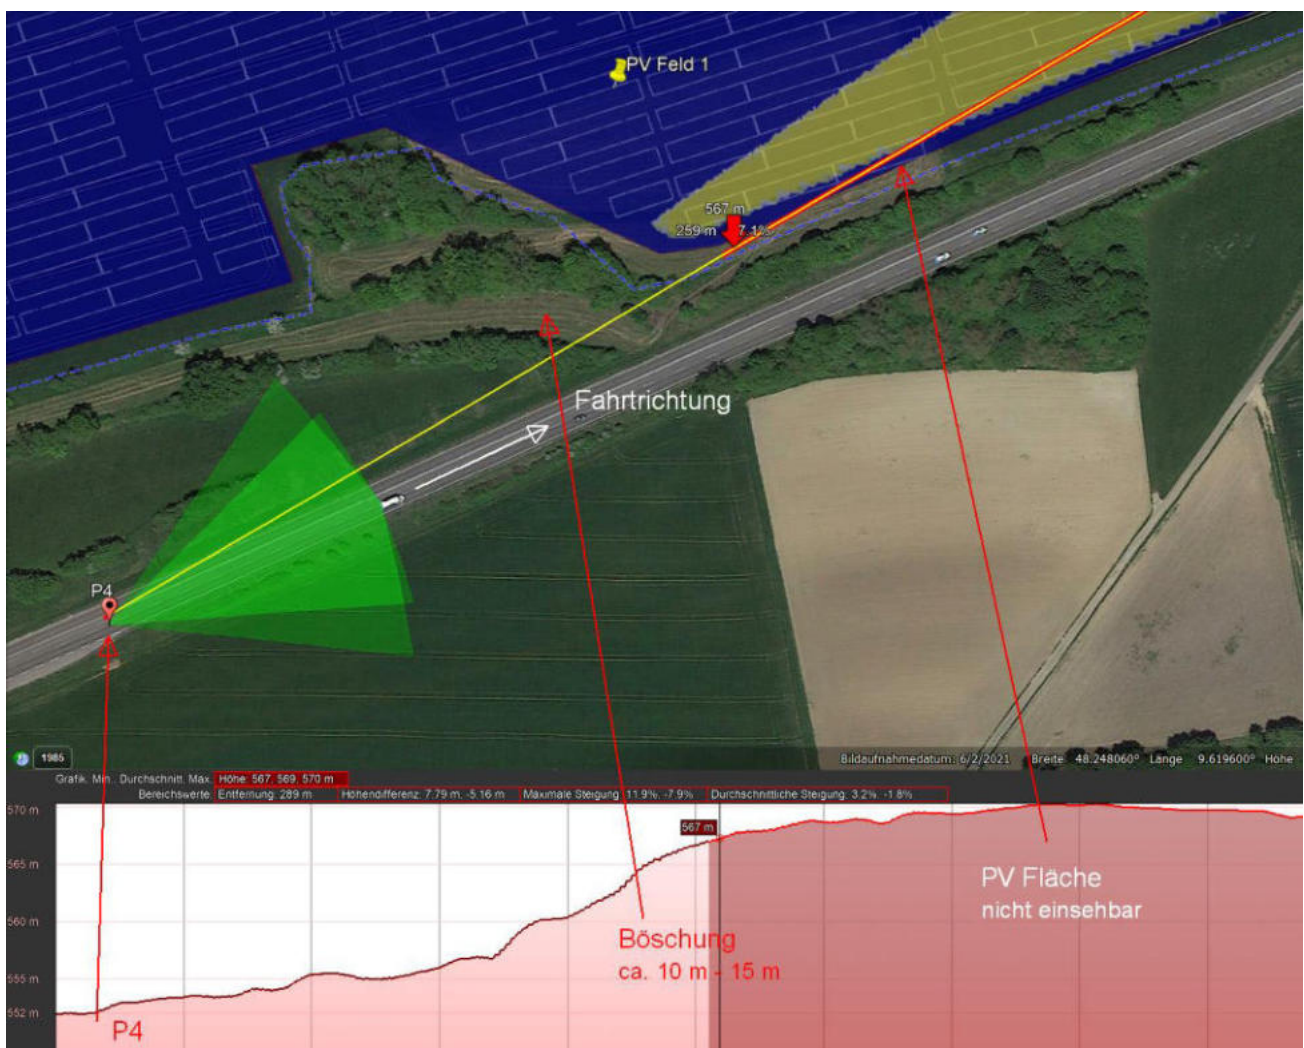 PV Feld 1
567 m
259 m 7.1%
Fahrtrichtung
P4
1985
Bildaufnahmedatum: 6/2/2021 Breite 48.248060° Länge 9.619600° Höhe
Grafik. Min., Durchschnitt. Max. Höhe: 567, 569, 570 m
Bereichswerte: Entfernung: 289 m Höhendifferenz: 7.79 m, -5.16 m Maximale Steigung: 11.9%, -7.9% Durchschnittliche Steigung: 3.2%, -1.8%
570 m
567 m
565 m
PV Fläche
nicht einsehbar
560 m
Böschung
ca. 10 m - 15 m
555 m
552 m
P4